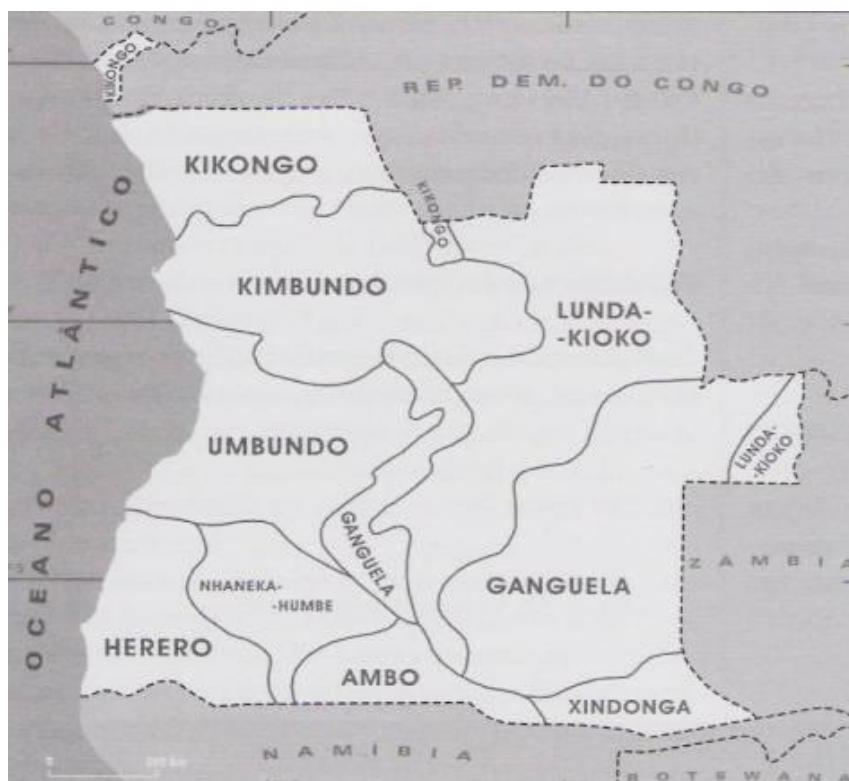 CONGO
KIKONGO
REP. DEM. DO CONGO
KIKONGO
KIKONGO
KIMBUNDO
LUNDA-
-KIOKO
OCEANO ATLÂNTICO
UMBUNDO
LUNDA-
-KIOKO
GANGUELA
NHANEKA-
-HUMBE
GANGUELA
ZAMBIA
HERERO
AMBO
XINDONGA
NAMÍBIA
BOTSWANA
0